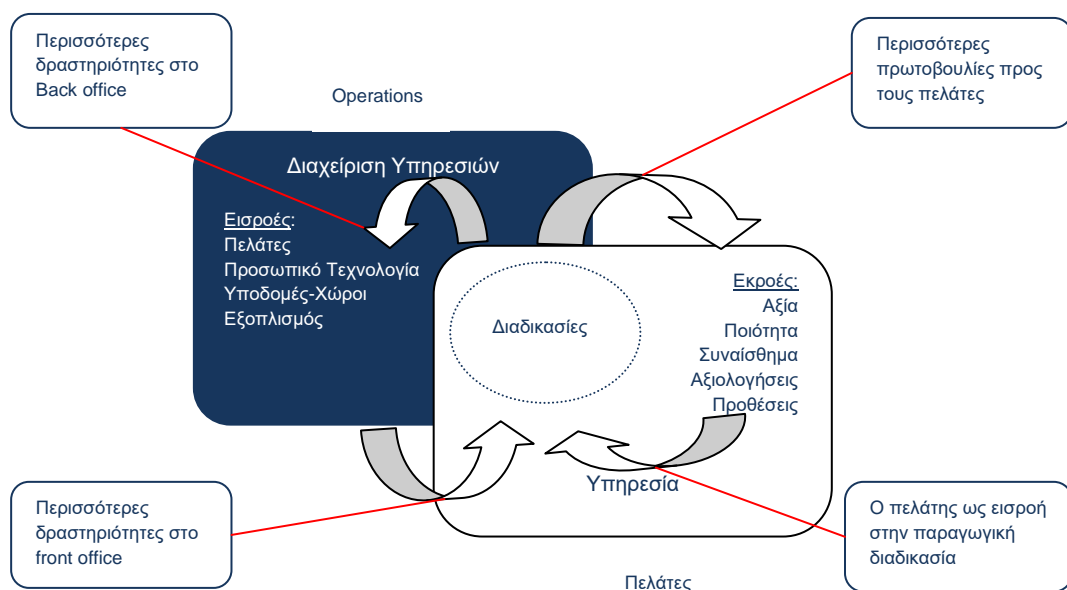 Περισσότερες
δραστηριότητες στο
Back office
Operations
Περισσότερες
πρωτοβουλίες προς
τους πελάτες
Διαχείριση Υπηρεσιών
Εισροές:
Πελάτες
Προσωπικό Τεχνολογία
Υποδομές-Χώροι
Εξοπλισμός
Διαδικασίες
Εκροές:
Αξία
Ποιότητα
Συναίσθημα
Αξιολογήσεις
Προθέσεις
Υπηρεσία
Περισσότερες
δραστηριότητες στο
front office
Ο πελάτης ως εισροή
στην παραγωγική
διαδικασία
Πελάτες